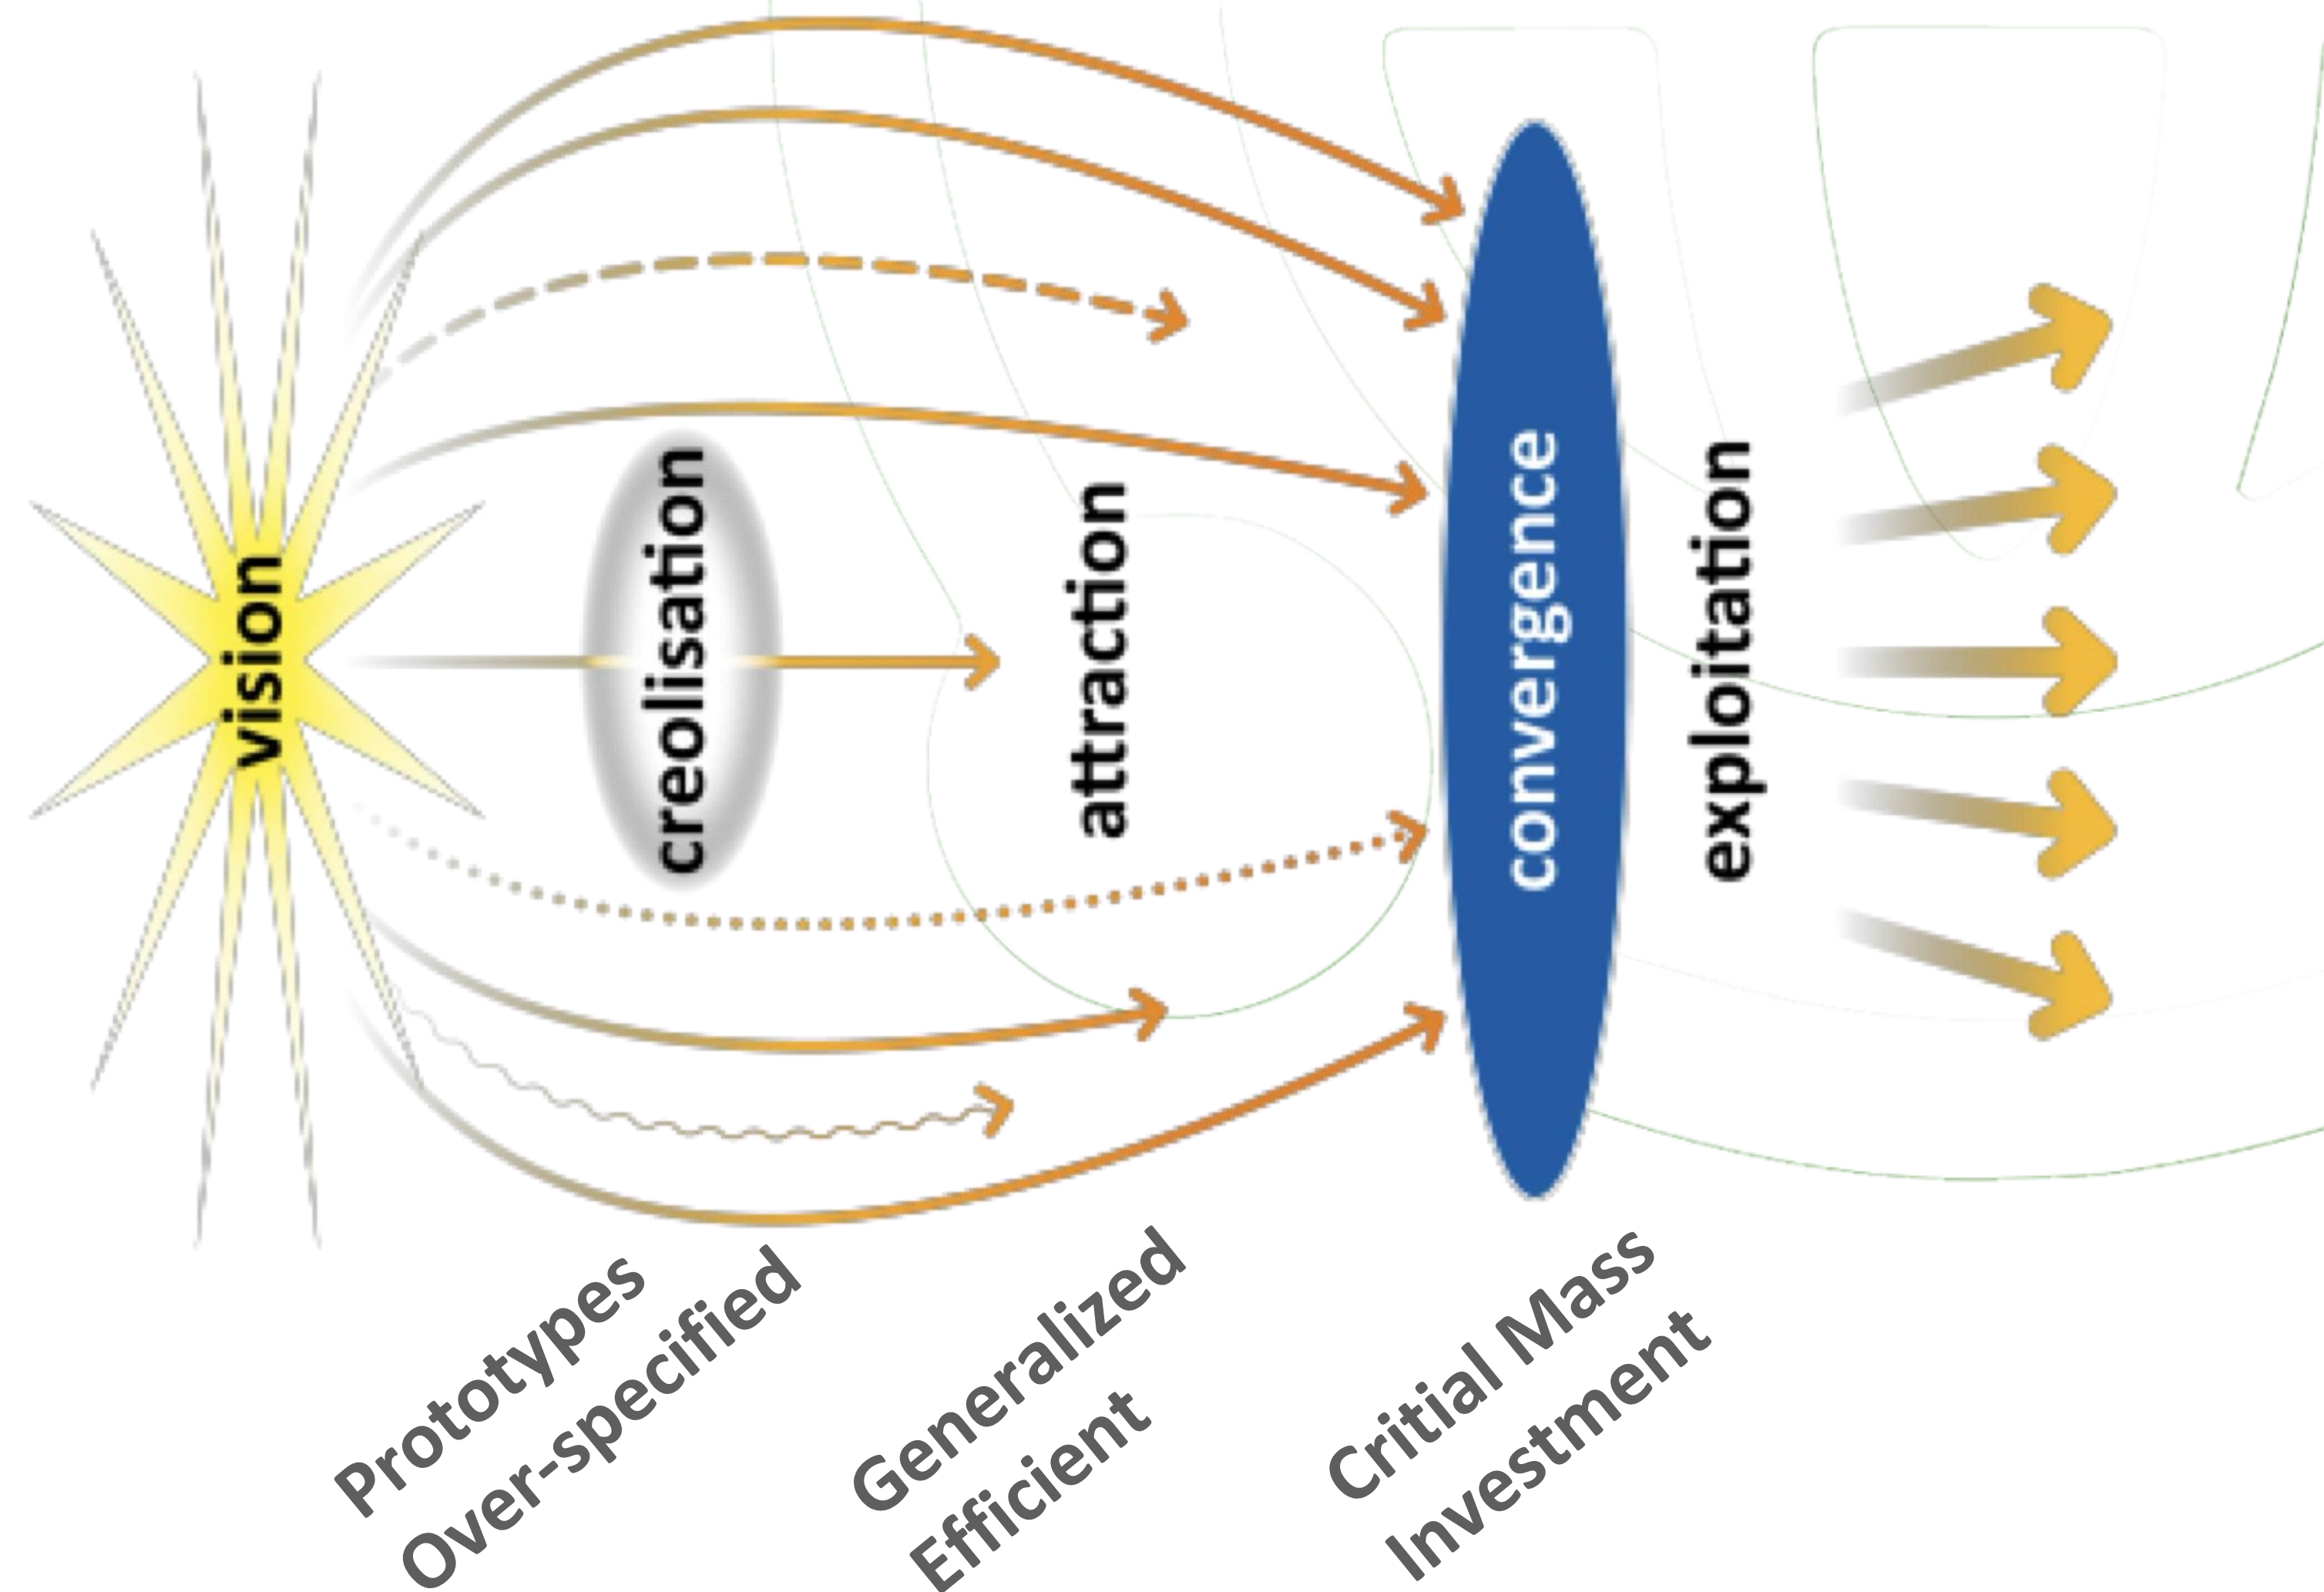 vision
creolisation
attraction
convergence
exploitation
Prototypes
Over-specified
Generalized
Efficient
Critial Mass
Investment